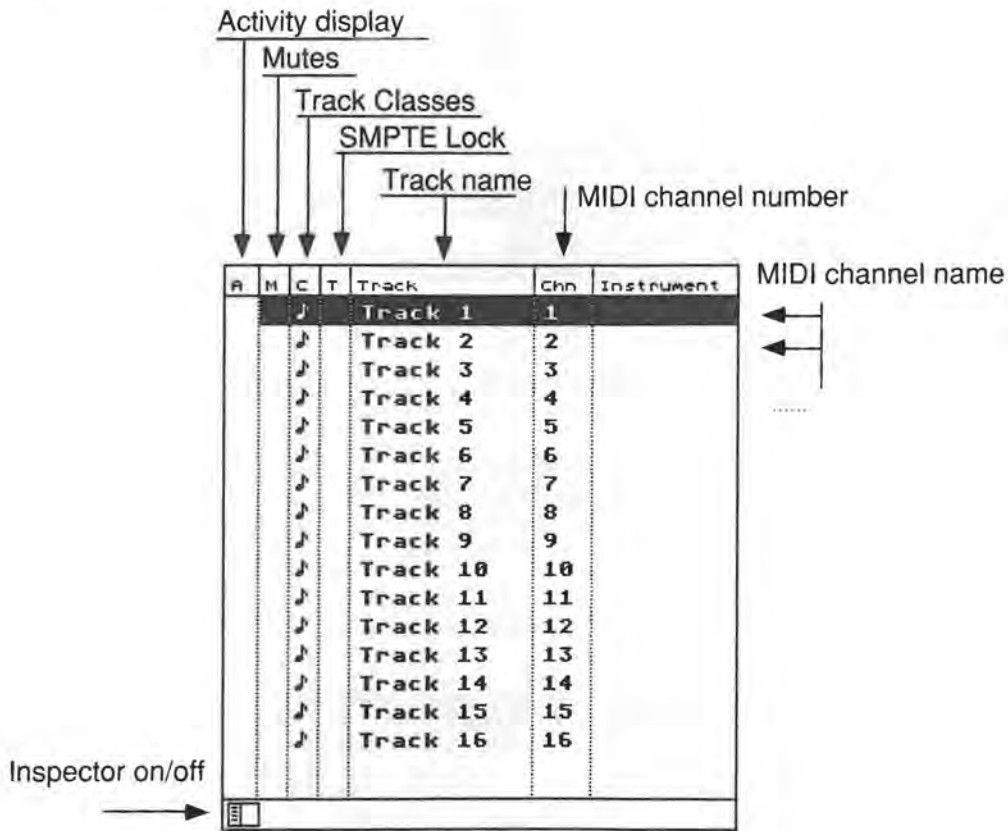 Activity display
Mutes
Track Classes
SMPTE Lock
Track name
MIDI channel number
MIDI channel name
A M C T Track Chn Instrument
Track 1 1
Track 2 2
Track 3 3
Track 4 4
Track 5 5
Track 6 6
Track 7 7
Track 8 8
Track 9 9
Track 10 10
Track 11 11
Track 12 12
Track 13 13
Track 14 14
Track 15 15
Track 16 16
Inspector on/off